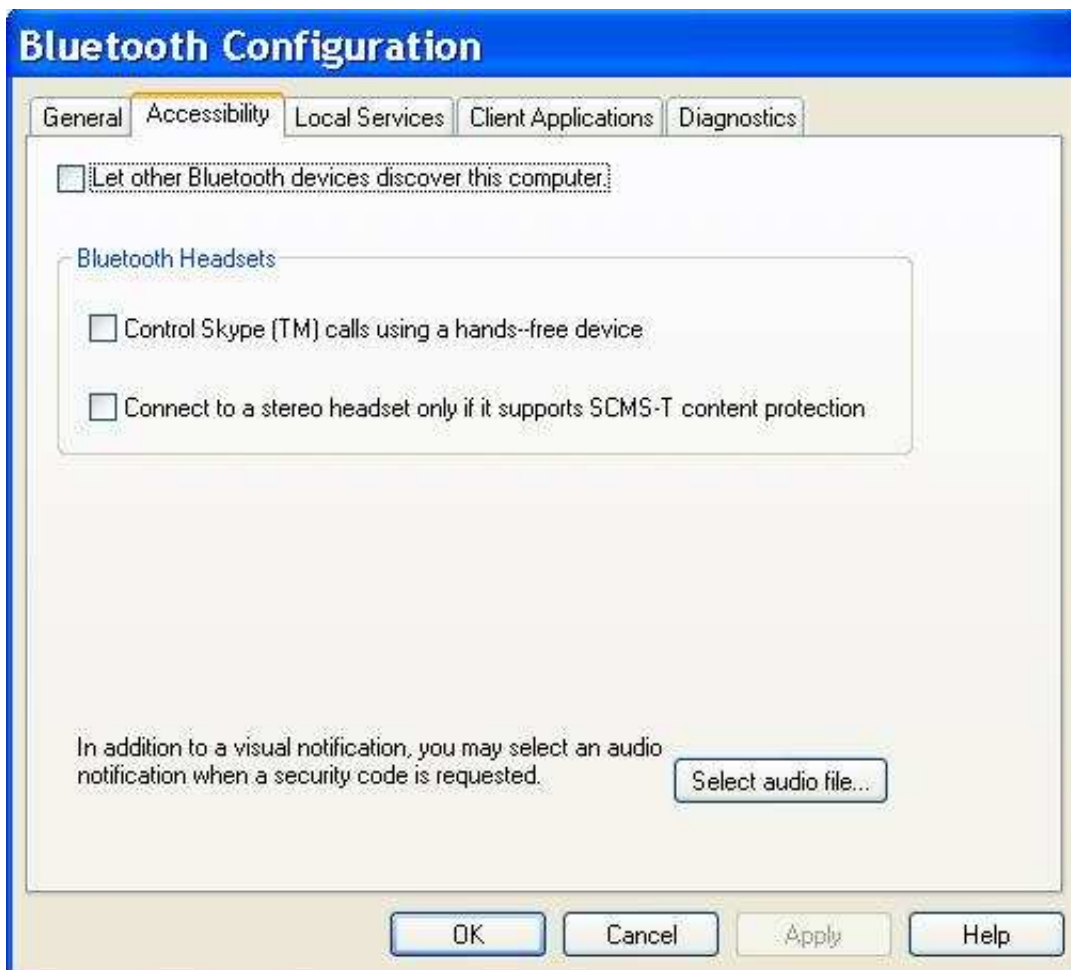 Bluetooth Configuration
General Accessibility Local Services Client Applications Diagnostics
Let other Bluetooth devices discover this computer.
Bluetooth Headsets
Control Skype (TM) calls using a hands--free device
Connect to a stereo headset only if it supports SCMS-T content protection
In addition to a visual notification, you may select an audio
notification when a security code is requested.
Select audio file...
OK Cancel Apply Help